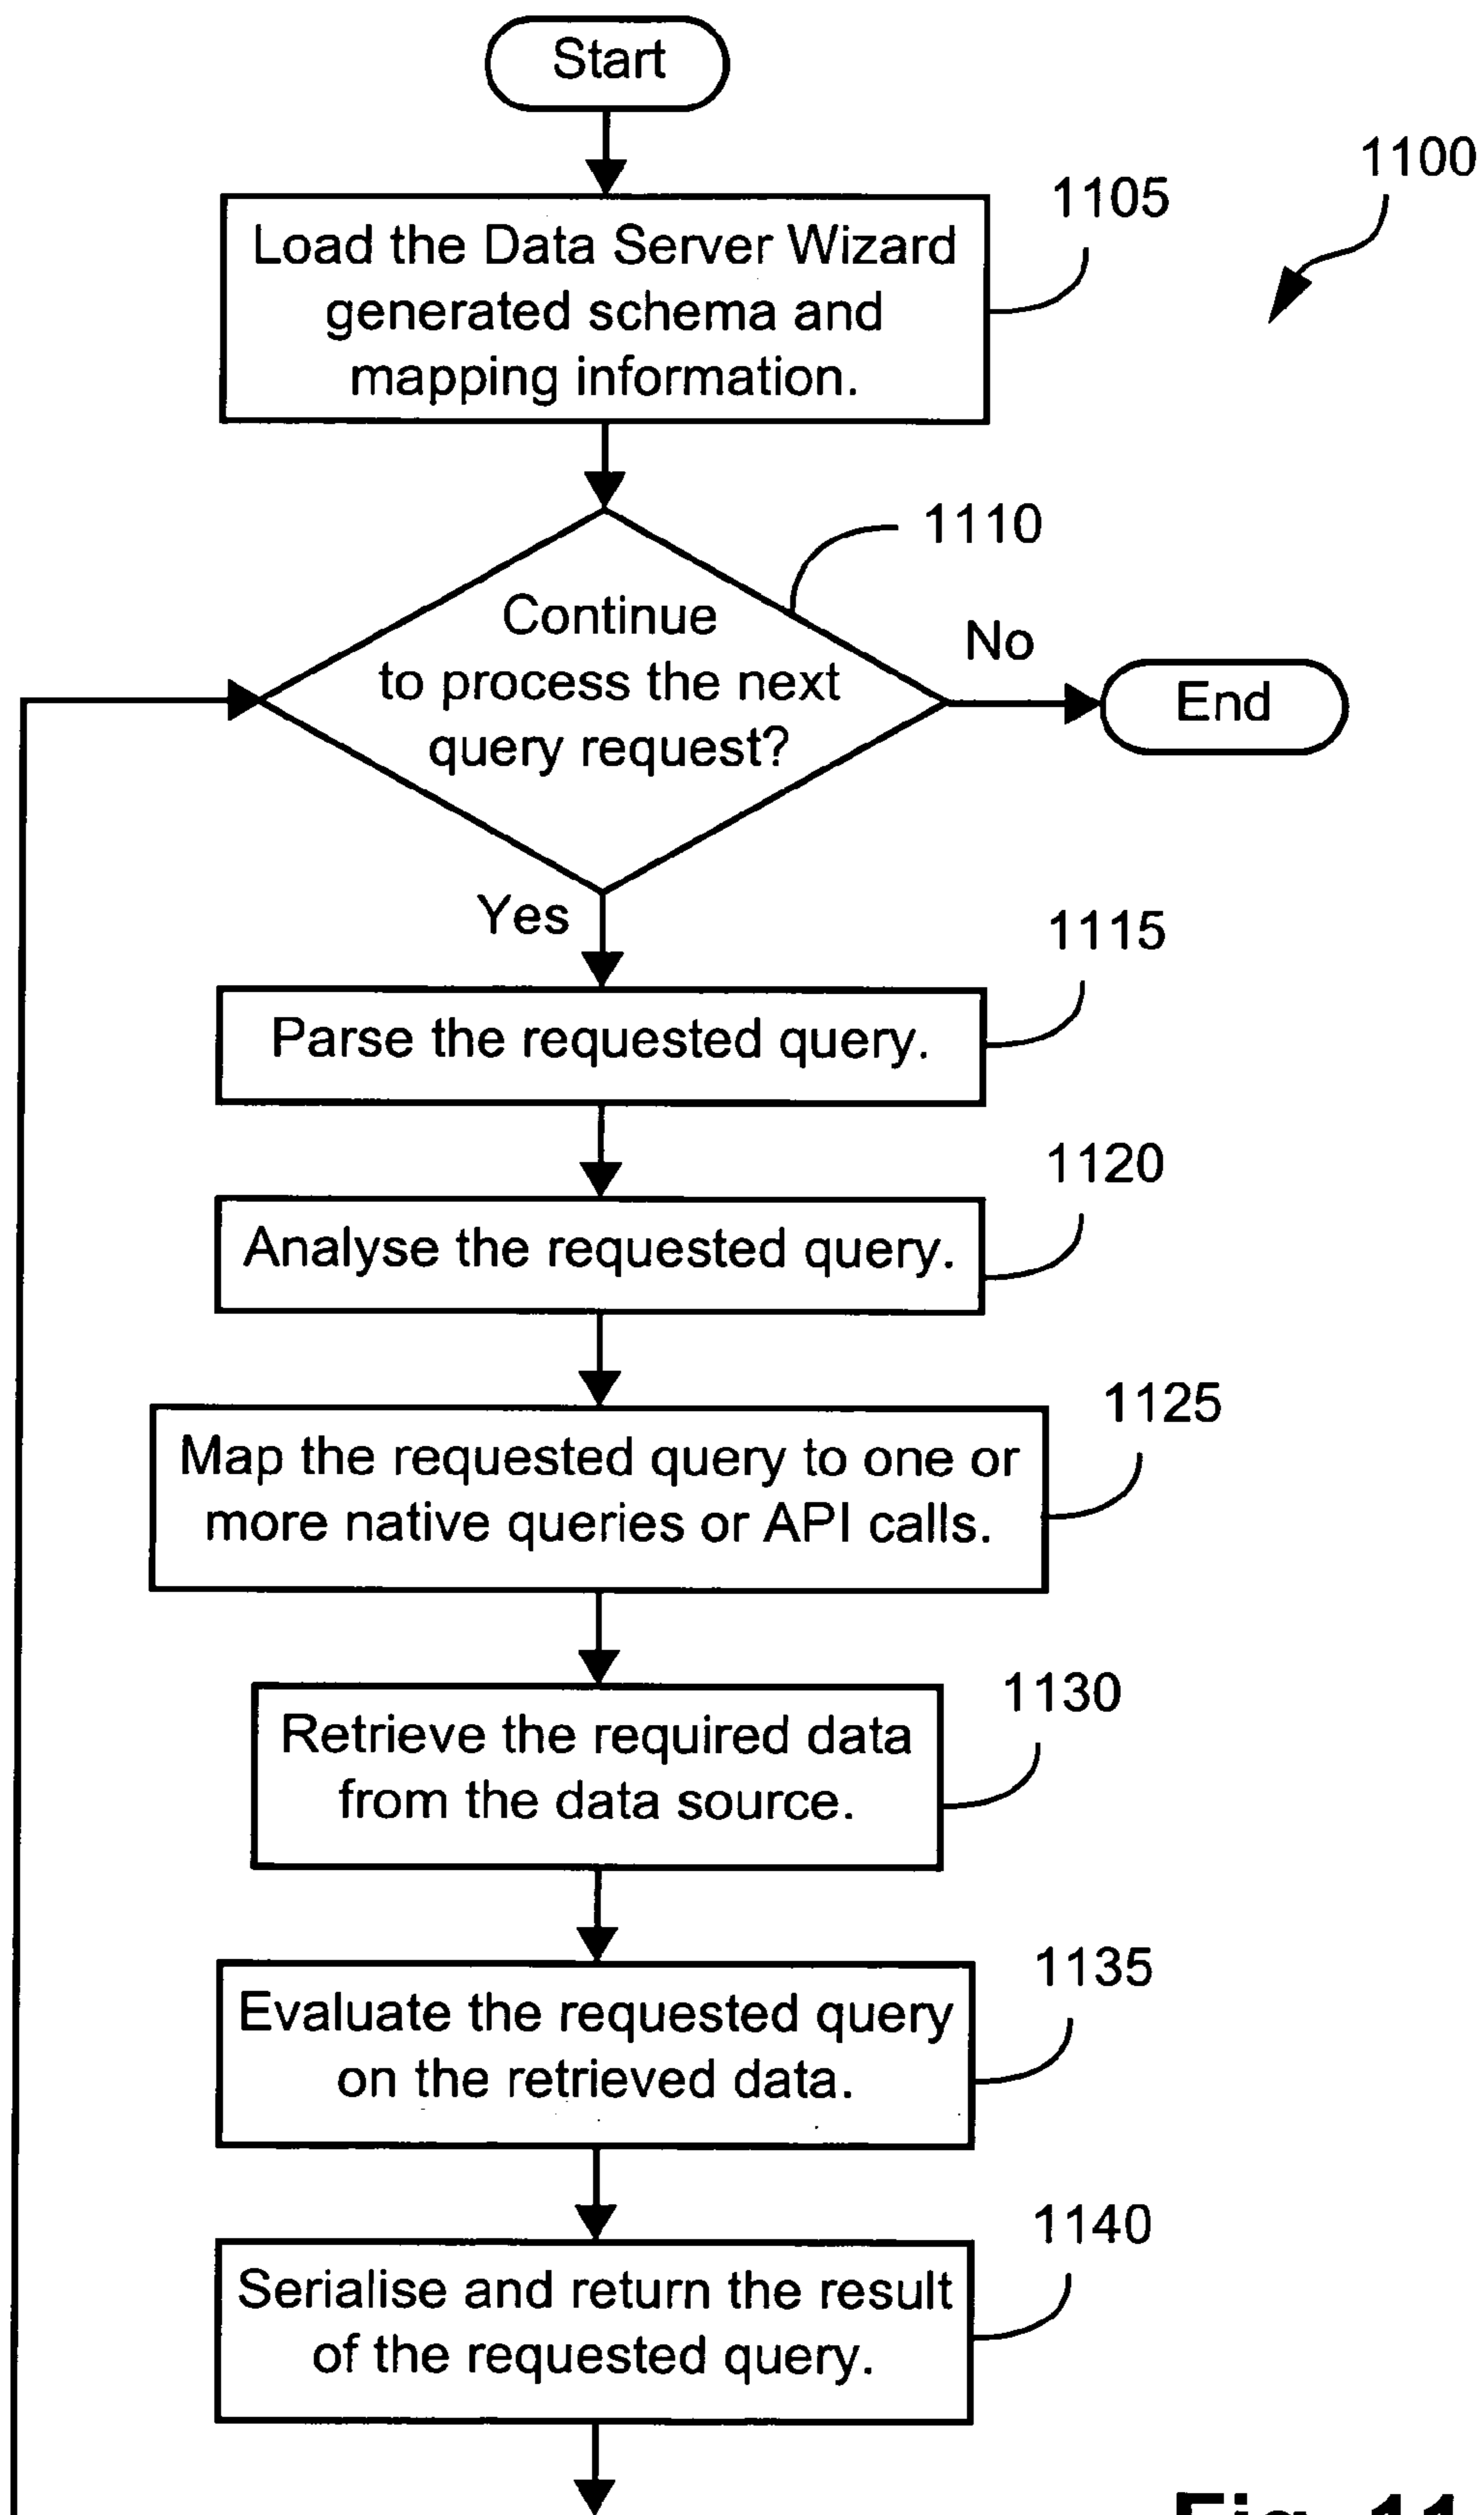 Start
1100
1105
Load the Data Server Wizard
generated schema and
mapping information.
1110
Continue
to process the next
query request?
No
End
Yes
1115
Parse the requested query.
1120
Analyse the requested query.
1125
Map the requested query to one or
more native queries or API calls.
1130
Retrieve the required data
from the data source.
1135
Evaluate the requested query
on the retrieved data.
1140
Serialise and return the result
of the requested query.
Fig. 11